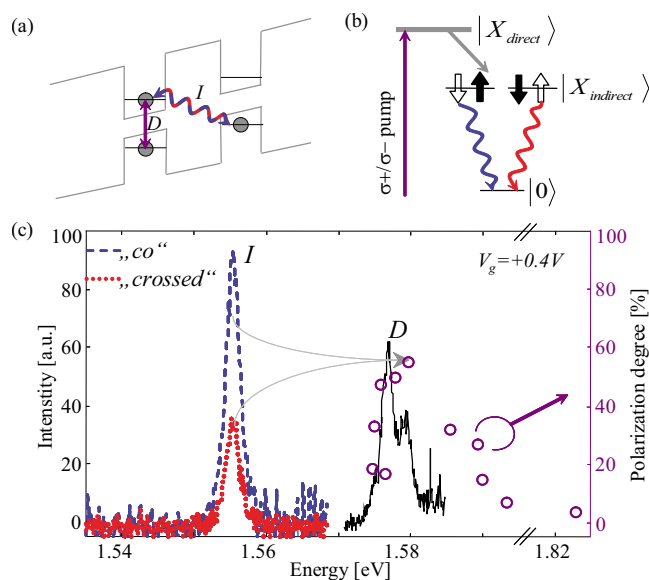 (a)
I
D
(b)
|X_direct⟩
|X_indirect⟩
|0⟩
σ+/σ− pump
(c)
100
80
60
40
20
0
Intenstity [a.u.]
„co“
„crossed“
I
D
V_g=+0.4V
100
80
60
40
20
0
Polarization degree [%]
1.54
1.56
1.58
1.82
Energy [eV]